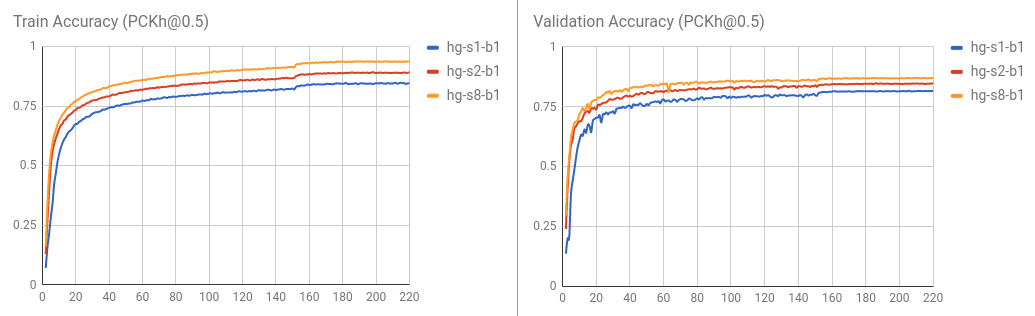 Train Accuracy (PCKh@0.5)
1
0.75
0.5
0.25
0
0 20 40 60 80 100 120 140 160 180 200 220
hg-s1-b1
hg-s2-b1
hg-s8-b1
Validation Accuracy (PCKh@0.5)
1
0.75
0.5
0.25
0
0 20 40 60 80 100 120 140 160 180 200 220
hg-s1-b1
hg-s2-b1
hg-s8-b1